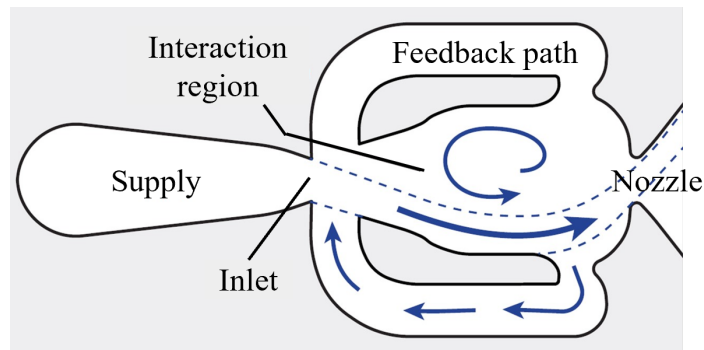 Interaction
region
Feedback path
Supply
Nozzle
Inlet